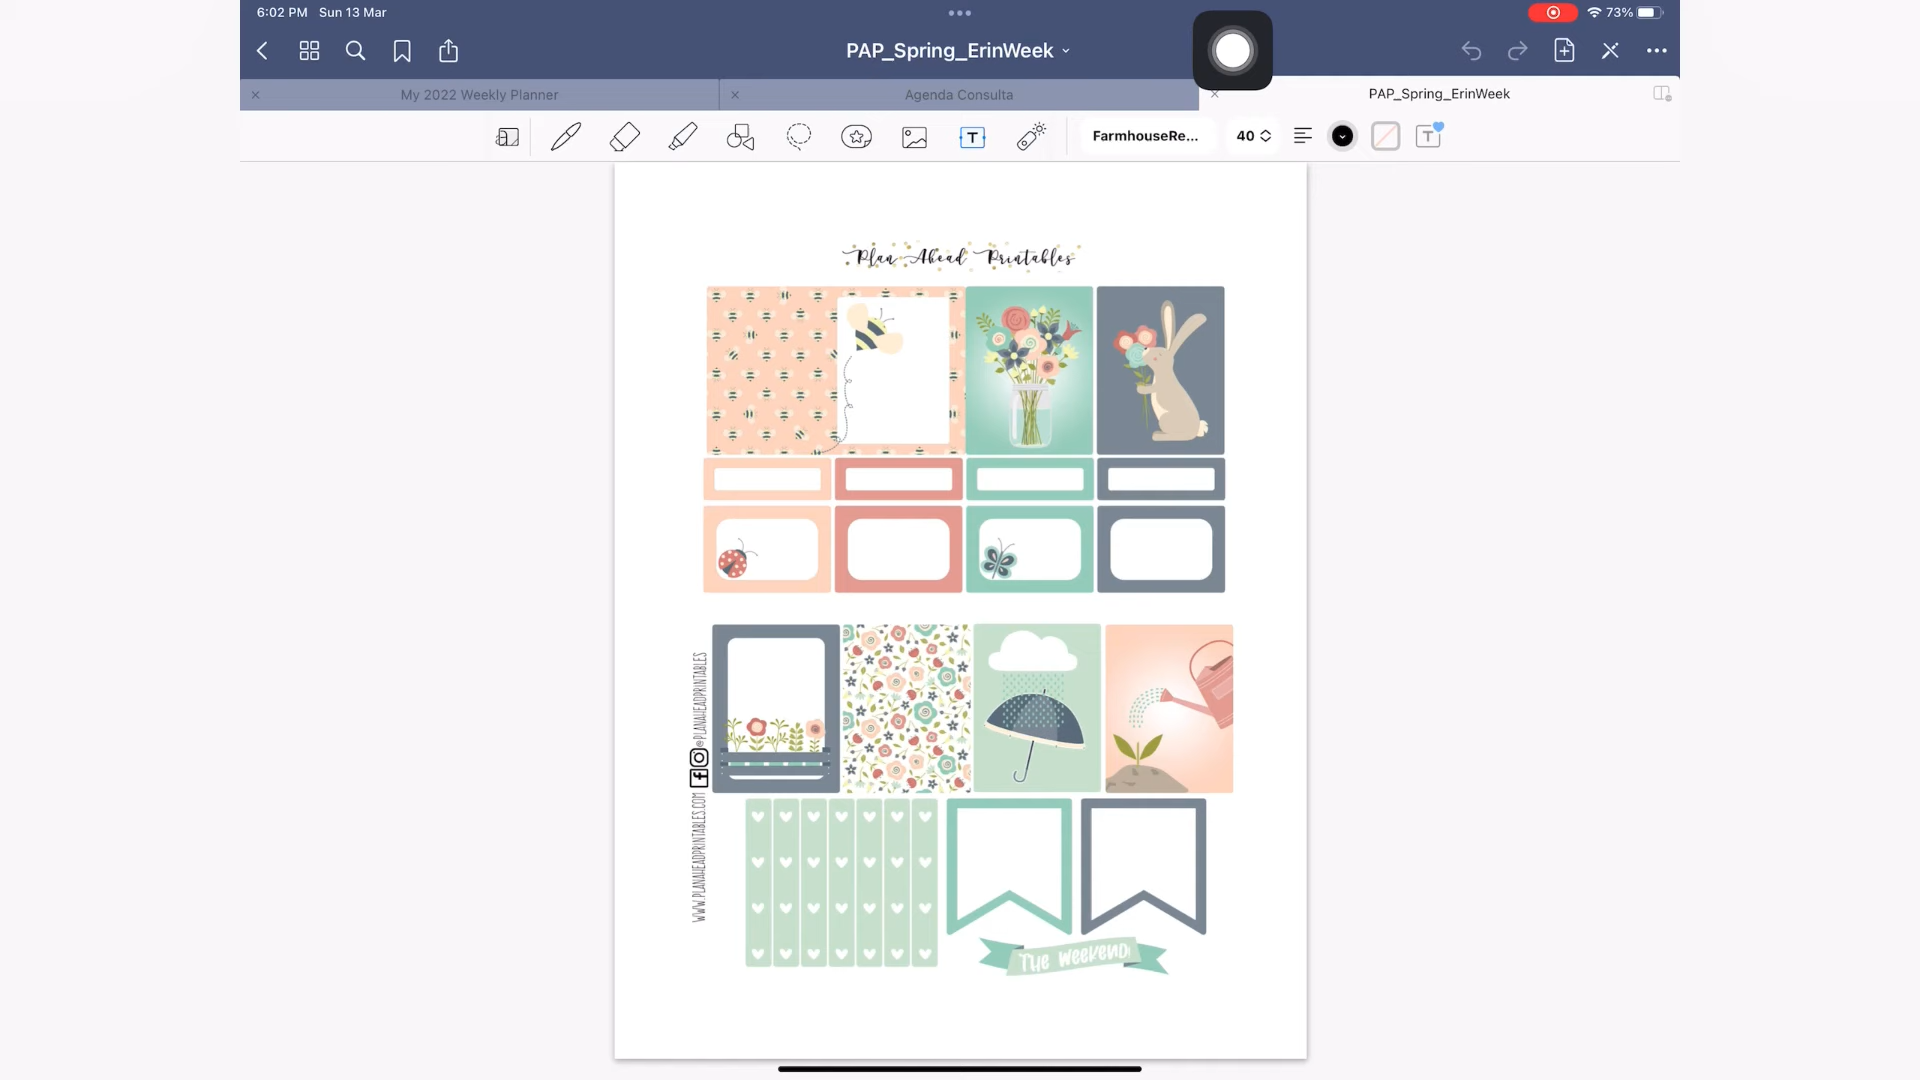 6:02 PM Sun 13 Mar
73%
PAP_Spring_ErinWeek
My 2022 Weekly Planner
Agenda Consulta
PAP_Spring_ErinWeek
FarmhouseRe...
40
Plan Ahead Printables
@PLANAHEADPRINTABLES
WWW.PLANAHEADPRINTABLES.COM
THE WEEKEND